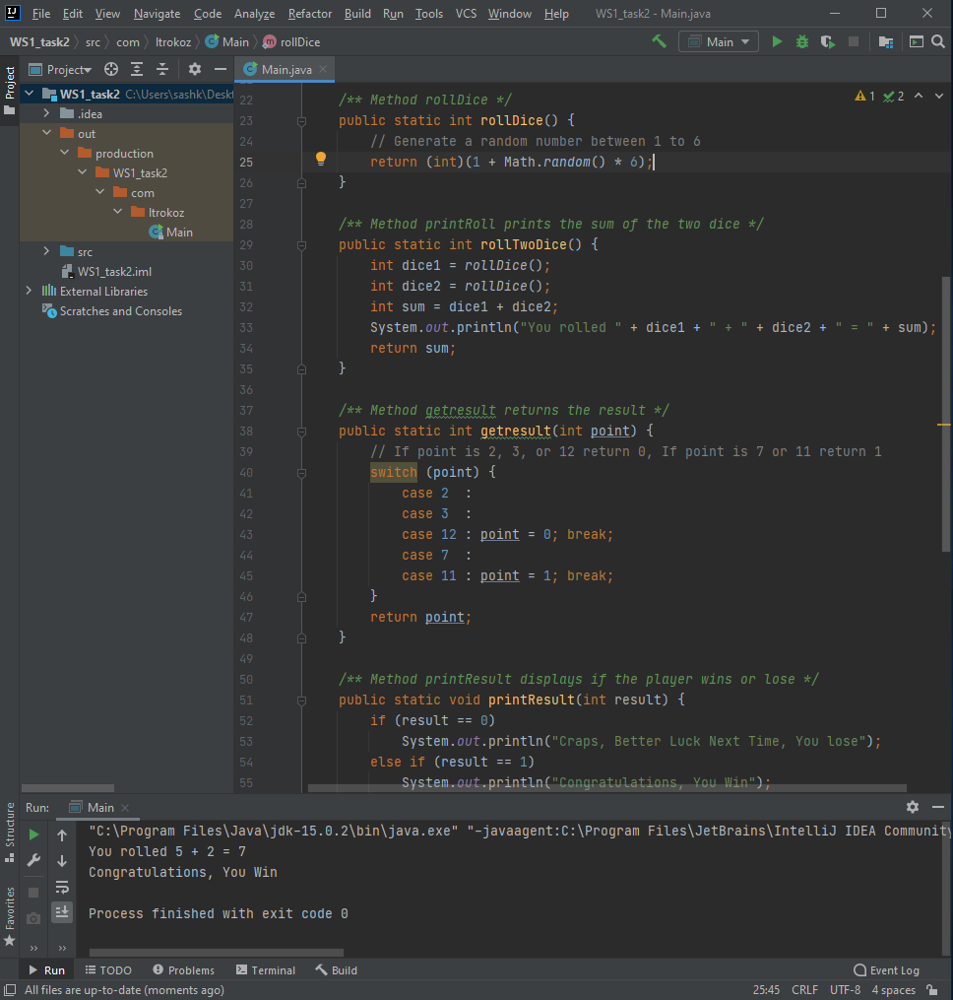 File Edit View Navigate Code Analyze Refactor Build Run Tools VCS Window Help WS1_task2 - Main.java
WS1_task2 src com ltrokoz Main rollDice Main
Project Main.java
Project
WS1_task2 C:\Users\sashk\Deskt
.idea
out
production
WS1_task2
com
ltrokoz
Main
src
WS1_task2.iml
External Libraries
Scratches and Consoles
1 2
22 /** Method rollDice */
23 public static int rollDice() {
24 // Generate a random number between 1 to 6
25 return (int)(1 + Math.random() * 6);
26 }
27
28 /** Method printRoll prints the sum of the two dice */
29 public static int rollTwoDice() {
30 int dice1 = rollDice();
31 int dice2 = rollDice();
32 int sum = dice1 + dice2;
33 System.out.println("You rolled " + dice1 + " + " + dice2 + " = " + sum);
34 return sum;
35 }
36
37 /** Method getresult returns the result */
38 public static int getresult(int point) {
39 // If point is 2, 3, or 12 return 0, If point is 7 or 11 return 1
40 switch (point) {
41 case 2 :
42 case 3 :
43 case 12 : point = 0; break;
44 case 7 :
45 case 11 : point = 1; break;
46 }
47 return point;
48 }
49
50 /** Method printResult displays if the player wins or lose */
51 public static void printResult(int result) {
52 if (result == 0)
53 System.out.println("Craps, Better Luck Next Time, You lose");
54 else if (result == 1)
55 System.out.println("Congratulations, You Win");
Structure
Favorites
Run: Main
"C:\Program Files\Java\jdk-15.0.2\bin\java.exe" "-javaagent:C:\Program Files\JetBrains\IntelliJ IDEA Community
You rolled 5 + 2 = 7
Congratulations, You Win
Process finished with exit code 0
Run TODO Problems Terminal Build Event Log
All files are up-to-date (moments ago) 25:45 CRLF UTF-8 4 spaces